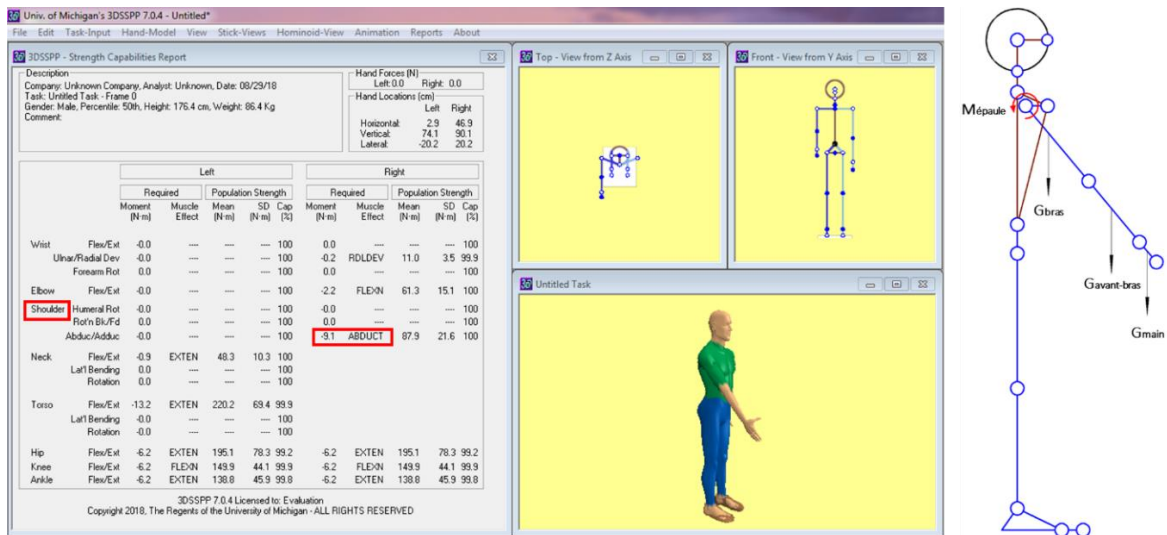 Univ. of Michigan's 3DSSPP 7.0.4 - Untitled*
File Edit Task-Input Hand-Model View Stick-Views Hominoid-View Animation Reports About
3DSSPP - Strength Capabilities Report
Description
Company: Unknown Company, Analyst: Unknown, Date: 08/29/18
Task: Untitled Task - Frame 0
Gender: Male, Percentile: 50th, Height: 176.4 cm, Weight: 86.4 Kg
Comment:
Hand Forces (N)
Left: 0.0 Right: 0.0
Hand Locations (cm)
Left Right
Horizontal: 2.9 46.9
Vertical: 74.1 90.1
Lateral: -20.2 20.2
Left Right
Required Population Strength Required Population Strength
Moment Muscle Mean SD Cap Moment Muscle Mean SD Cap
(N·m) Effect (N·m) (N·m) (%) (N·m) Effect (N·m) (N·m) (%)
Wrist Flex/Ext -0.0 ---- ---- ---- 100 0.0 ---- ---- ---- 100
Ulnar/Radial Dev -0.0 ---- ---- ---- 100 -0.2 RDLDEV 11.0 3.5 99.9
Forearm Rot 0.0 ---- ---- ---- 100 0.0 ---- ---- ---- 100
Elbow Flex/Ext -0.0 ---- ---- ---- 100 -2.2 FLEXN 61.3 15.1 100
Shoulder Humeral Rot -0.0 ---- ---- ---- 100 -0.0 ---- ---- ---- 100
Rot'n Bk/Fd 0.0 ---- ---- ---- 100 0.0 ---- ---- ---- 100
Abduc/Adduc -0.0 ---- ---- ---- 100 -9.1 ABDUCT 87.9 21.6 100
Neck Flex/Ext -0.9 EXTEN 48.3 10.3 100
Lat'l Bending 0.0 ---- ---- ---- 100
Rotation 0.0 ---- ---- ---- 100
Torso Flex/Ext -13.2 EXTEN 220.2 69.4 99.9
Lat'l Bending -0.0 ---- ---- ---- 100
Rotation -0.0 ---- ---- ---- 100
Hip Flex/Ext -6.2 EXTEN 195.1 78.3 99.2 -6.2 EXTEN 195.1 78.3 99.2
Knee Flex/Ext -6.2 FLEXN 149.9 44.1 99.9 -6.2 FLEXN 149.9 44.1 99.9
Ankle Flex/Ext -6.2 EXTEN 138.8 45.9 99.8 -6.2 EXTEN 138.8 45.9 99.8
3DSSPP 7.0.4 Licensed to: Evaluation
Copyright 2018, The Regents of the University of Michigan - ALL RIGHTS RESERVED
Top - View from Z Axis
Front - View from Y Axis
Untitled Task
Mépaule
Gbras
Gavant-bras
Gmain